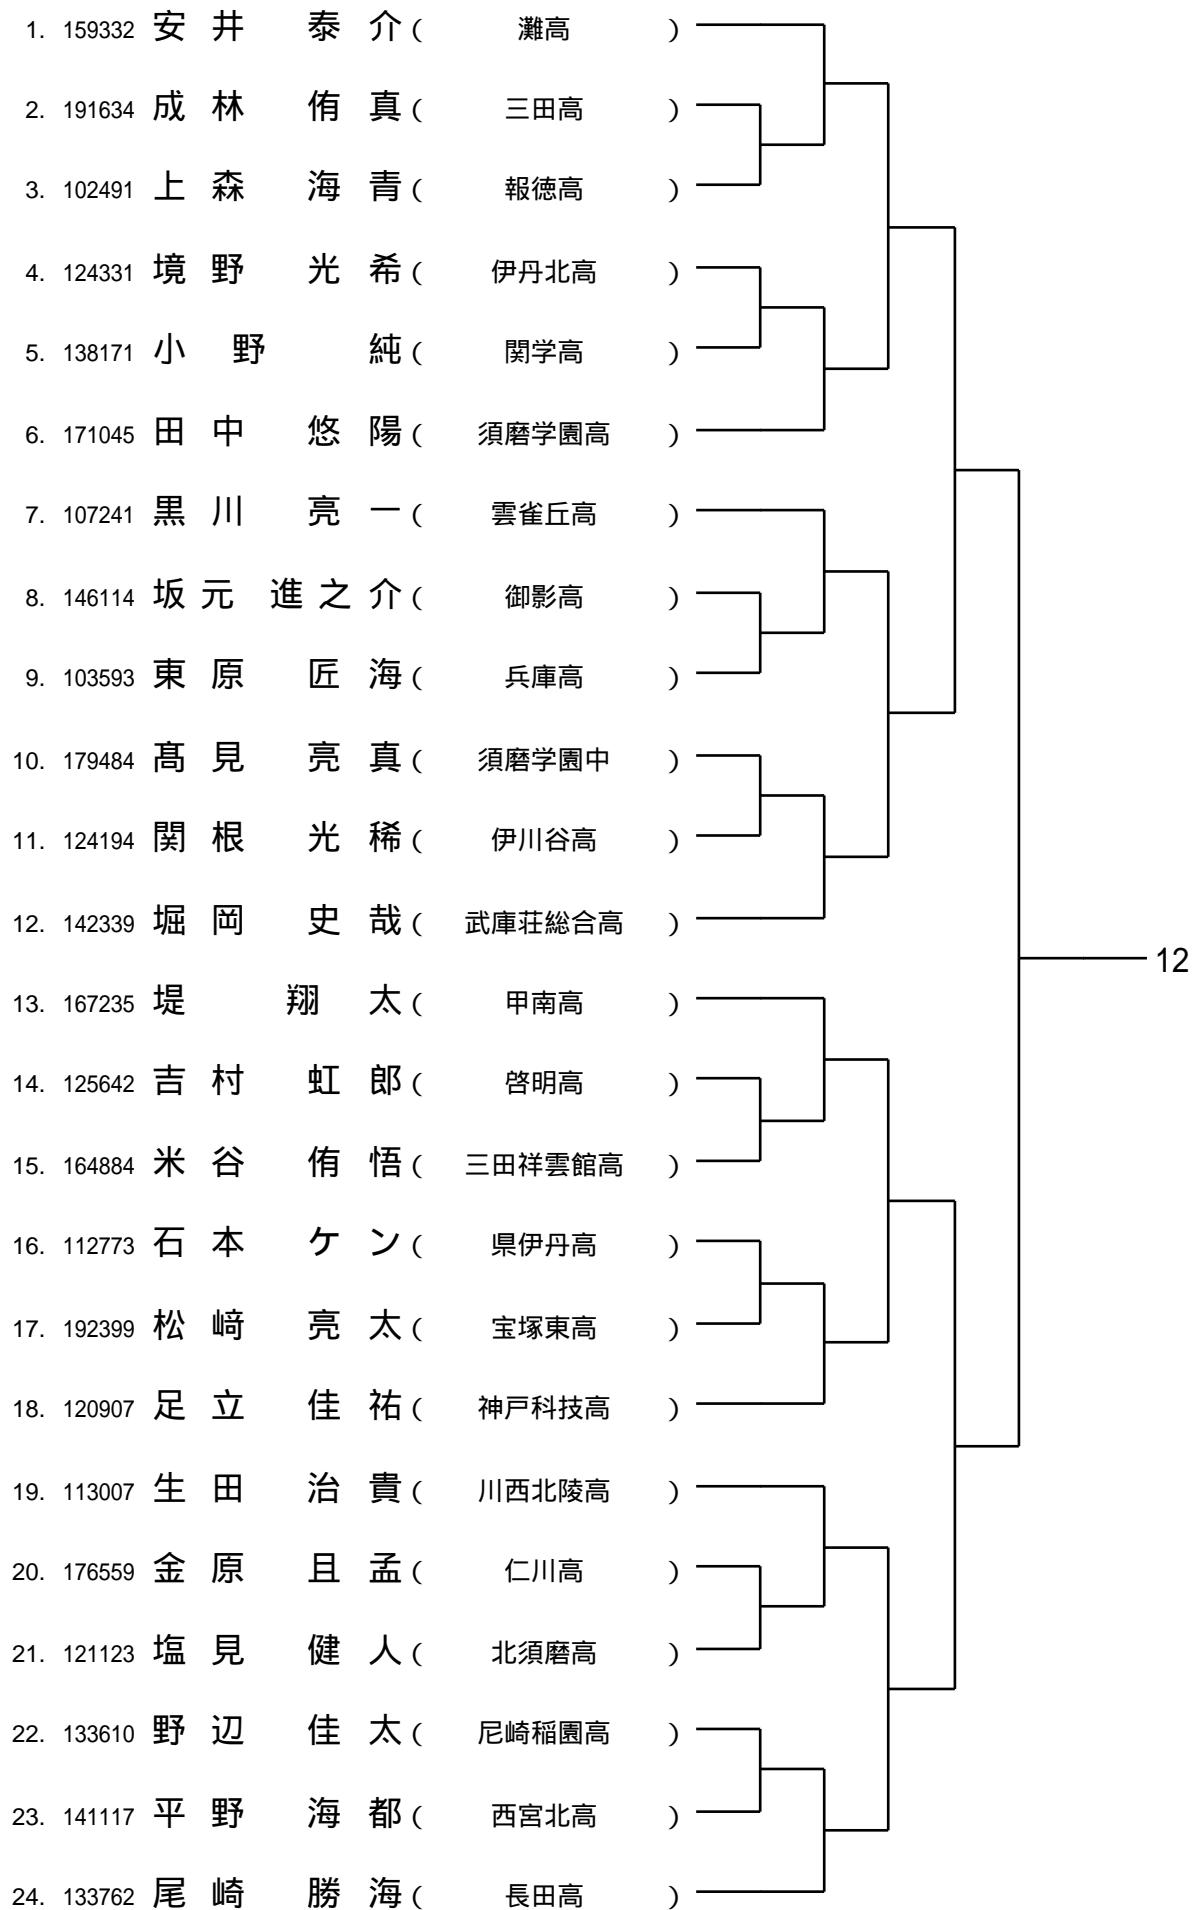 1. 159332 安井 泰介 ( 灘高 )
2. 191634 成林 侑真 ( 三田高 )
3. 102491 上森 海青 ( 報徳高 )
4. 124331 境野 光希 ( 伊丹北高 )
5. 138171 小野 純 ( 関学高 )
6. 171045 田中 悠陽 ( 須磨学園高 )
7. 107241 黒川 亮一 ( 雲雀丘高 )
8. 146114 坂元 進之介 ( 御影高 )
9. 103593 東原 匠海 ( 兵庫高 )
10. 179484 髙見 亮真 ( 須磨学園中 )
11. 124194 関根 光稀 ( 伊川谷高 )
12. 142339 堀岡 史哉 ( 武庫荘総合高 )
12
13. 167235 堤 翔太 ( 甲南高 )
14. 125642 吉村 虹郎 ( 啓明高 )
15. 164884 米谷 侑悟 ( 三田祥雲館高 )
16. 112773 石本 ケン ( 県伊丹高 )
17. 192399 松﨑 亮太 ( 宝塚東高 )
18. 120907 足立 佳祐 ( 神戸科技高 )
19. 113007 生田 治貴 ( 川西北陵高 )
20. 176559 金原 且孟 ( 仁川高 )
21. 121123 塩見 健人 ( 北須磨高 )
22. 133610 野辺 佳太 ( 尼崎稲園高 )
23. 141117 平野 海都 ( 西宮北高 )
24. 133762 尾崎 勝海 ( 長田高 )